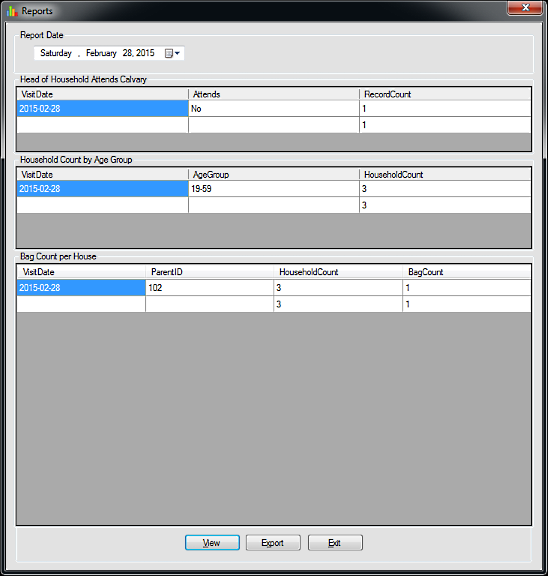 Reports
Report Date
Saturday , February 28, 2015
Head of Household Attends Calvary
VisitDate Attends RecordCount
2015-02-28 No 1
1
Household Count by Age Group
VisitDate AgeGroup HouseholdCount
2015-02-28 19-59 3
3
Bag Count per House
VisitDate ParentID HouseholdCount BagCount
2015-02-28 102 3 1
3 1
View Export Exit